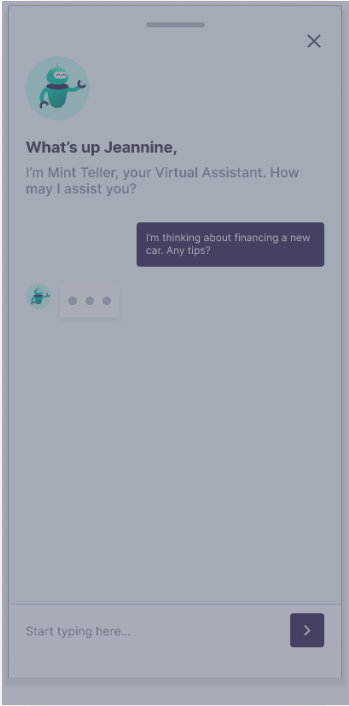 What's up Jeannine,
I'm Mint Teller, your Virtual Assistant. How
may I assist you?
I'm thinking about financing a new
car. Any tips?
Start typing here...